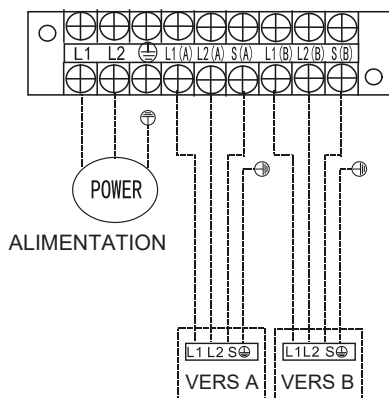 L1 L2 L1(A) L2(A) S(A) L1(B) L2(B) S(B)
POWER
ALIMENTATION
L1 L2 S L1 L2 S
VERS A VERS B